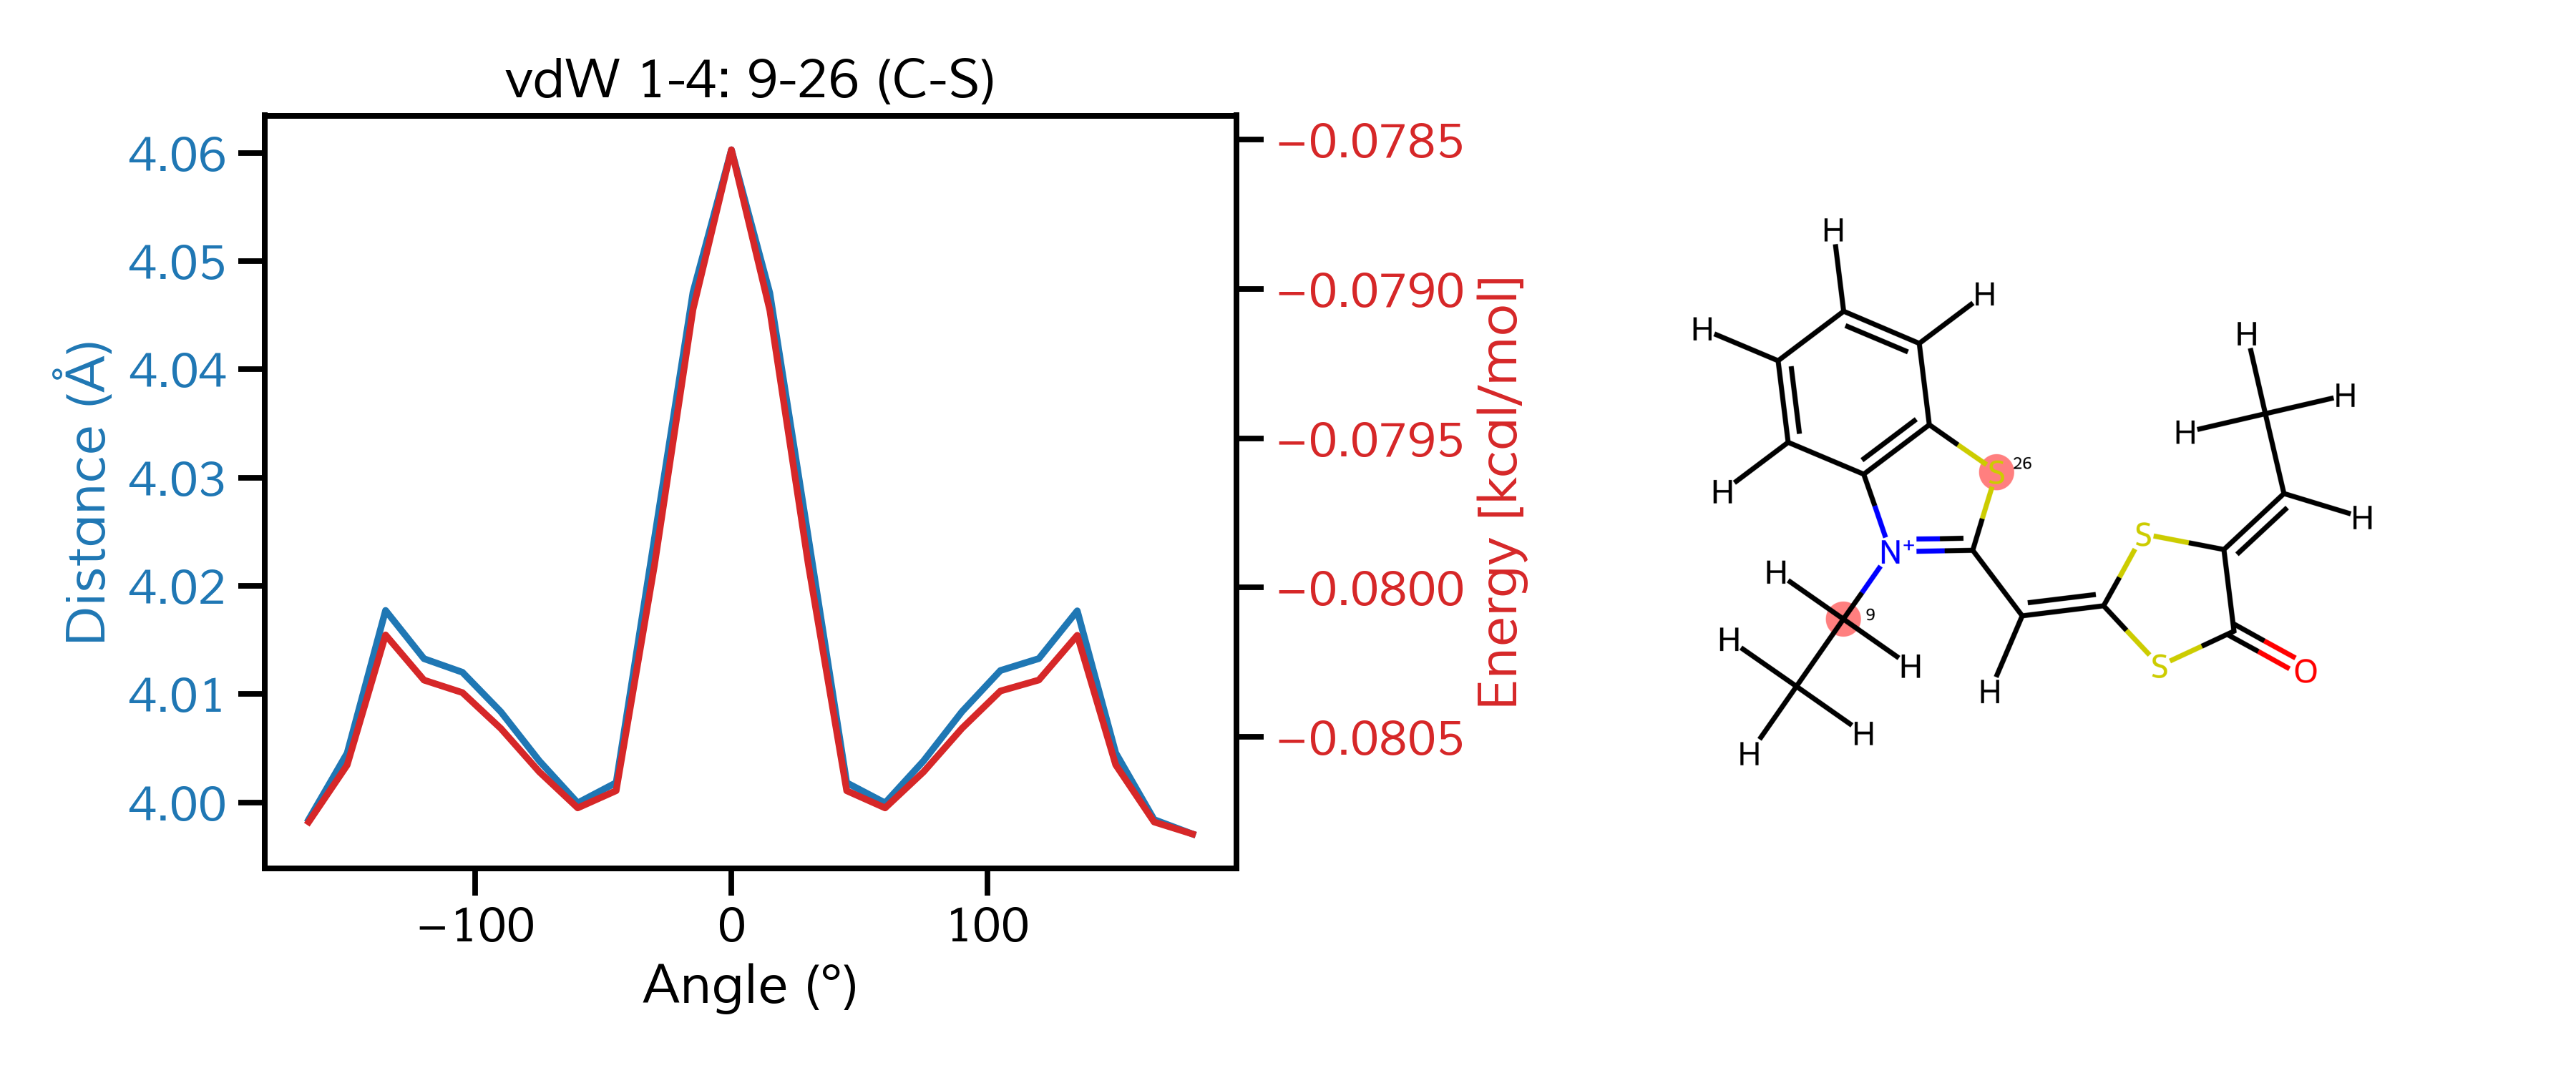 vdW 1-4: 9-26 (C-S)
4.06
4.05
4.04
4.03
4.02
4.01
4.00
Distance (Å)
−0.0785
−0.0790
−0.0795
−0.0800
−0.0805
Energy [kcal/mol]
−100 0 100
Angle (°)
H
H
H
H
H
H
H
S 26
H
H
S
N+
H
9
H
H
S
O
H
H
H
H